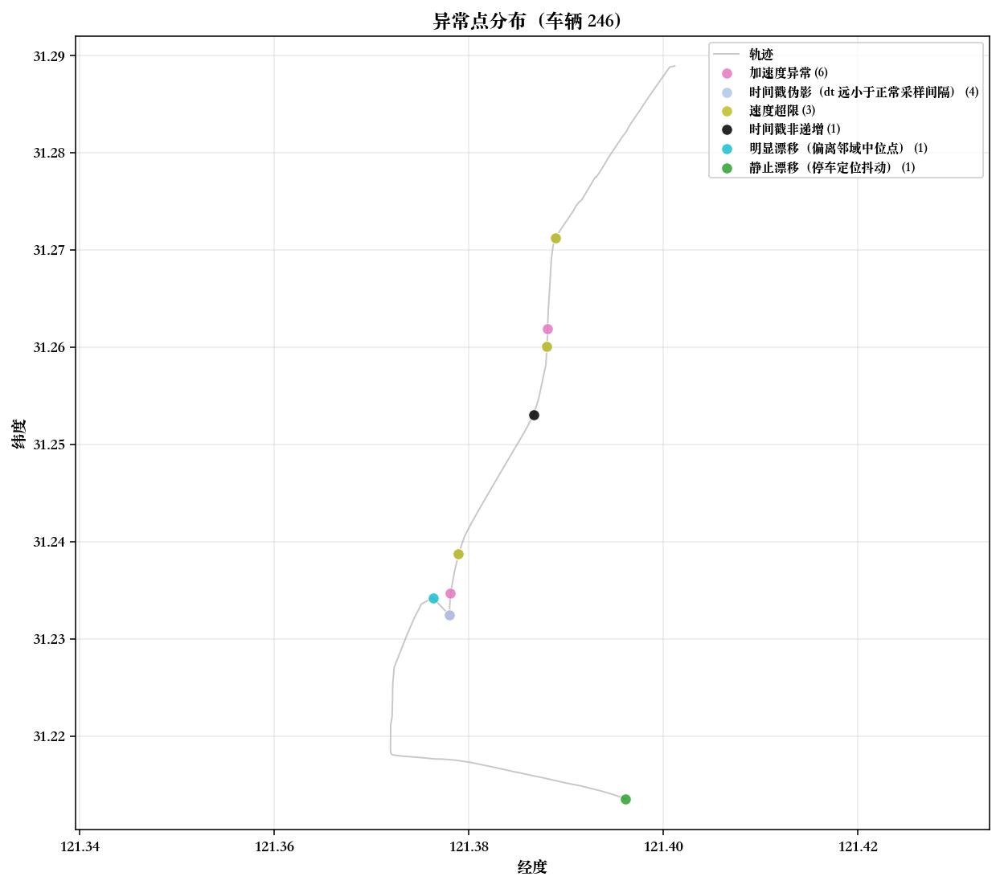 异常点分布（车辆 246）
轨迹
加速度异常 (6)
时间戳伪影（dt 远小于正常采样间隔） (4)
速度超限 (3)
时间戳非递增 (1)
明显漂移（偏离邻域中位点） (1)
静止漂移（停车定位抖动） (1)
31.29
31.28
31.27
31.26
31.25
31.24
31.23
31.22
纬度
121.34
121.36
121.38
121.40
121.42
经度